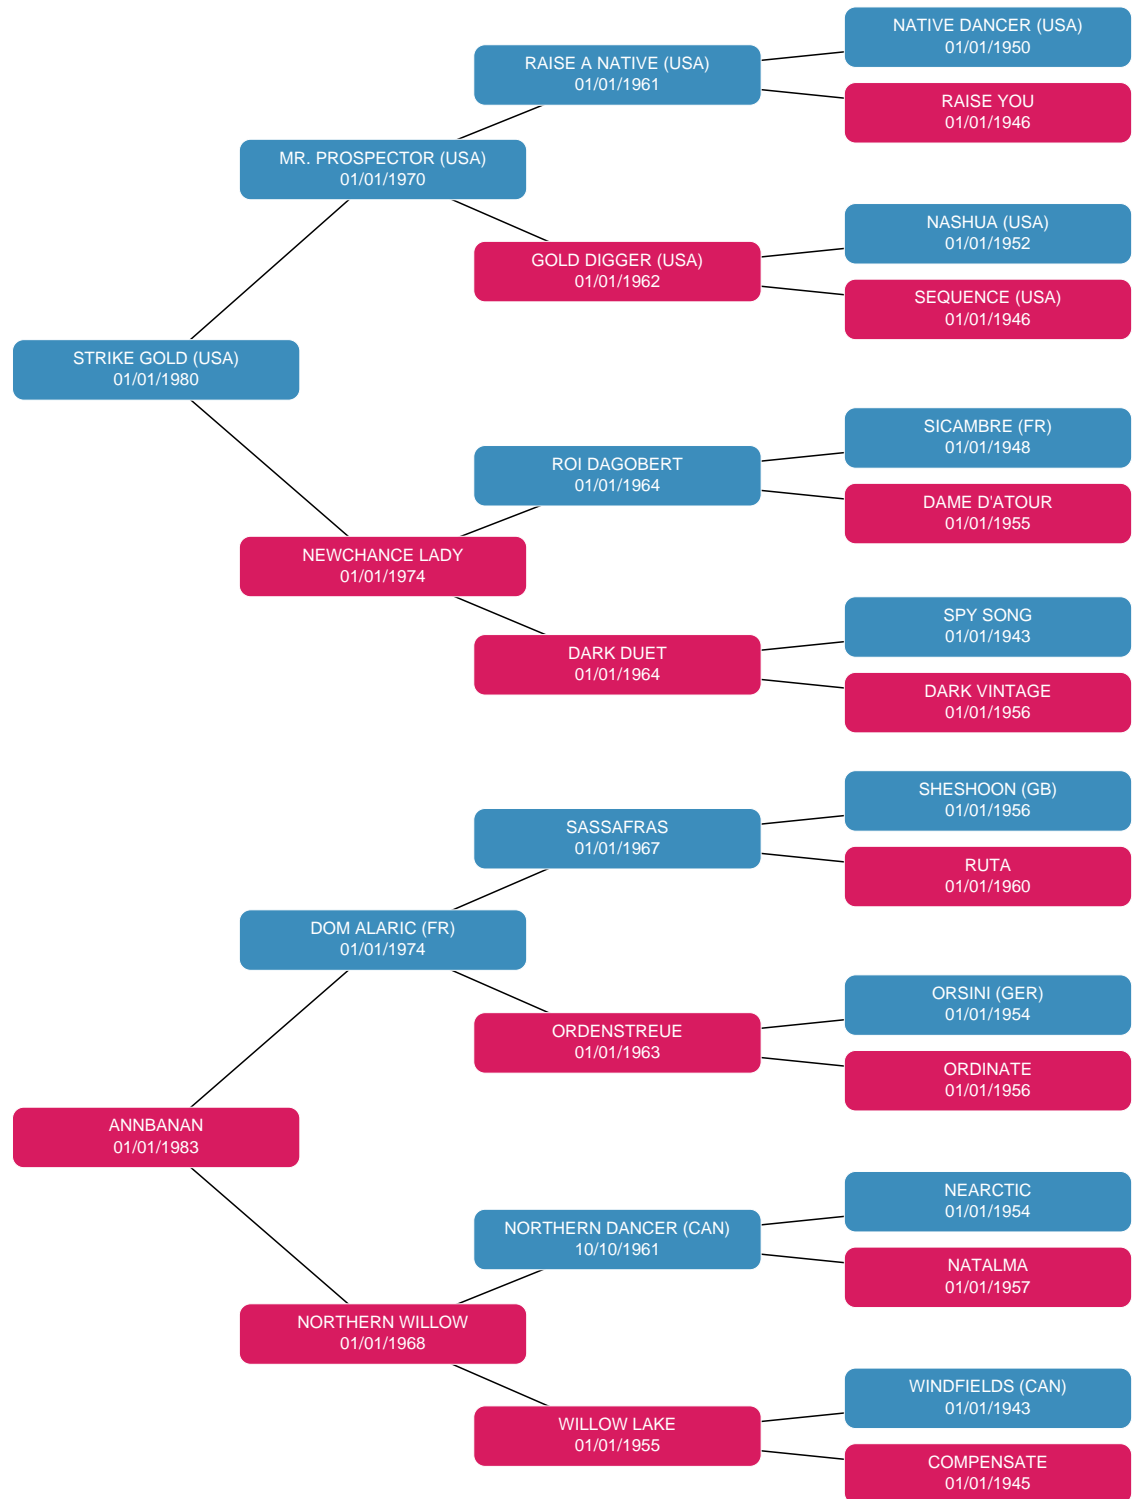 NATIVE DANCER (USA)
01/01/1950
RAISE A NATIVE (USA)
01/01/1961
RAISE YOU
01/01/1946
MR. PROSPECTOR (USA)
01/01/1970
NASHUA (USA)
01/01/1952
GOLD DIGGER (USA)
01/01/1962
SEQUENCE (USA)
01/01/1946
STRIKE GOLD (USA)
01/01/1980
SICAMBRE (FR)
01/01/1948
ROI DAGOBERT
01/01/1964
DAME D'ATOUR
01/01/1955
NEWCHANCE LADY
01/01/1974
SPY SONG
01/01/1943
DARK DUET
01/01/1964
DARK VINTAGE
01/01/1956
SHESHOON (GB)
01/01/1956
SASSAFRAS
01/01/1967
RUTA
01/01/1960
DOM ALARIC (FR)
01/01/1974
ORSINI (GER)
01/01/1954
ORDENSTREUE
01/01/1963
ORDINATE
01/01/1956
ANNBANAN
01/01/1983
NEARCTIC
01/01/1954
NORTHERN DANCER (CAN)
10/10/1961
NATALMA
01/01/1957
NORTHERN WILLOW
01/01/1968
WINDFIELDS (CAN)
01/01/1943
WILLOW LAKE
01/01/1955
COMPENSATE
01/01/1945